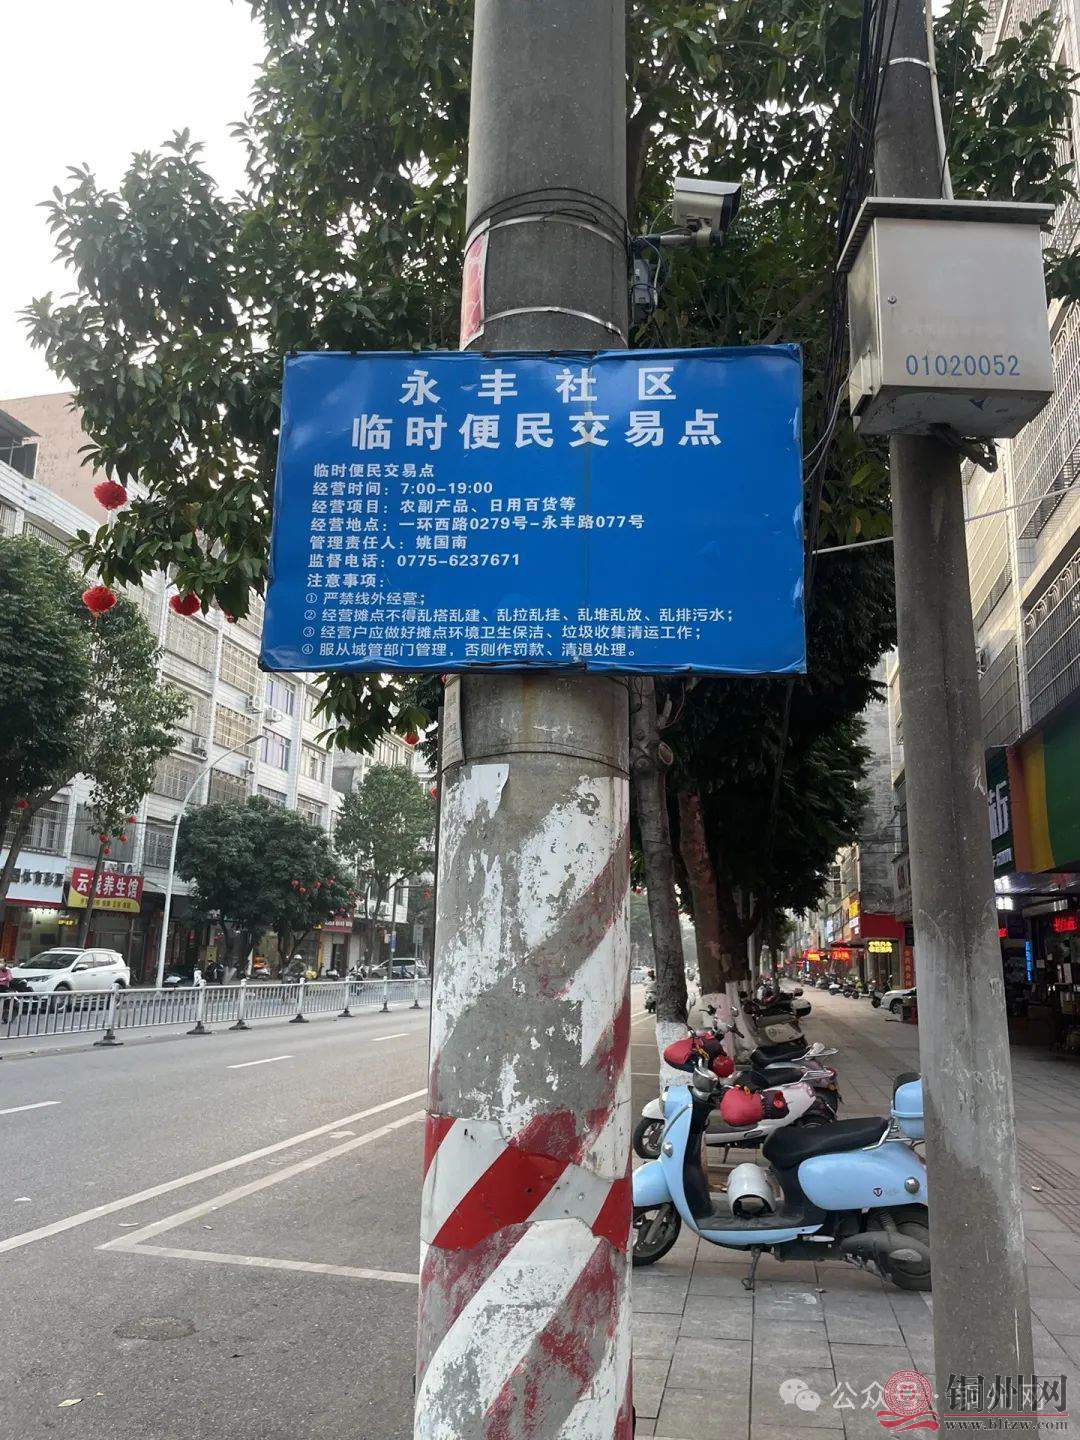 永丰社区
临时便民交易点
临时便民交易点
经营时间：7:00-19:00
经营项目：农副产品、日用百货等
经营地点：一环西路0279号-永丰路077号
管理责任人：姚国南
监督电话：0775-6237671
注意事项：
① 严禁线外经营；
② 经营摊点不得乱搭乱建、乱拉乱挂、乱堆乱放、乱排污水；
③ 经营户应做好摊点环境卫生保洁、垃圾收集清运工作；
④ 服从城管部门管理，否则作罚款、清退处理。
01020052
养生馆
公众号
铜州网
www.bltzw.com